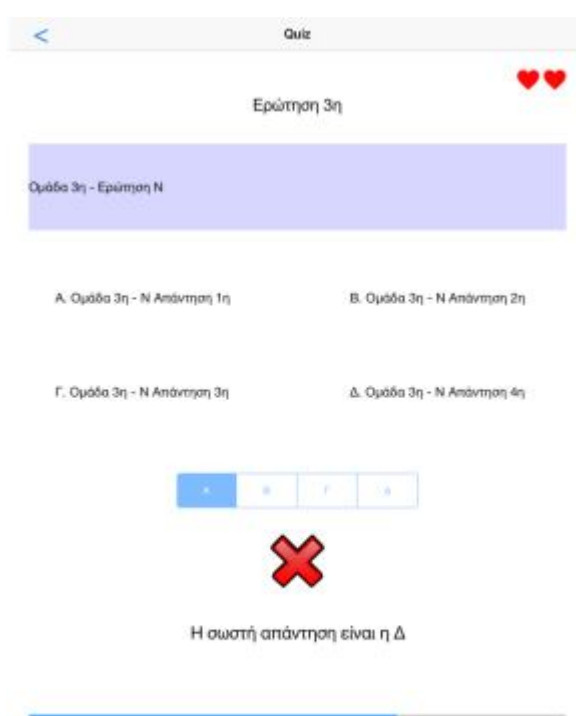 < Quiz
Ερώτηση 3η
Ομάδα 3η - Ερώτηση Ν
Α. Ομάδα 3η - Ν Απάντηση 1η Β. Ομάδα 3η - Ν Απάντηση 2η
Γ. Ομάδα 3η - Ν Απάντηση 3η Δ. Ομάδα 3η - Ν Απάντηση 4η
Η σωστή απάντηση είναι η Δ